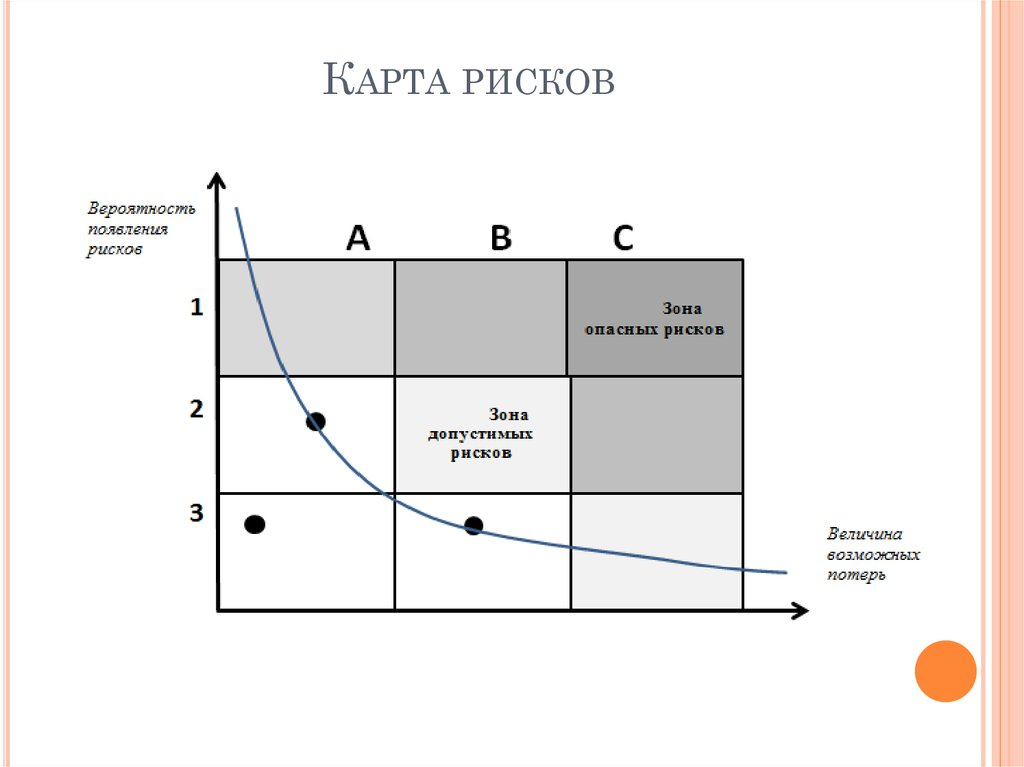 КАРТА РИСКОВ
Вероятность
появления
рисков
A B C
1
Зона
опасных рисков
2
Зона
допустимых
рисков
3
Величина
возможных
потерь